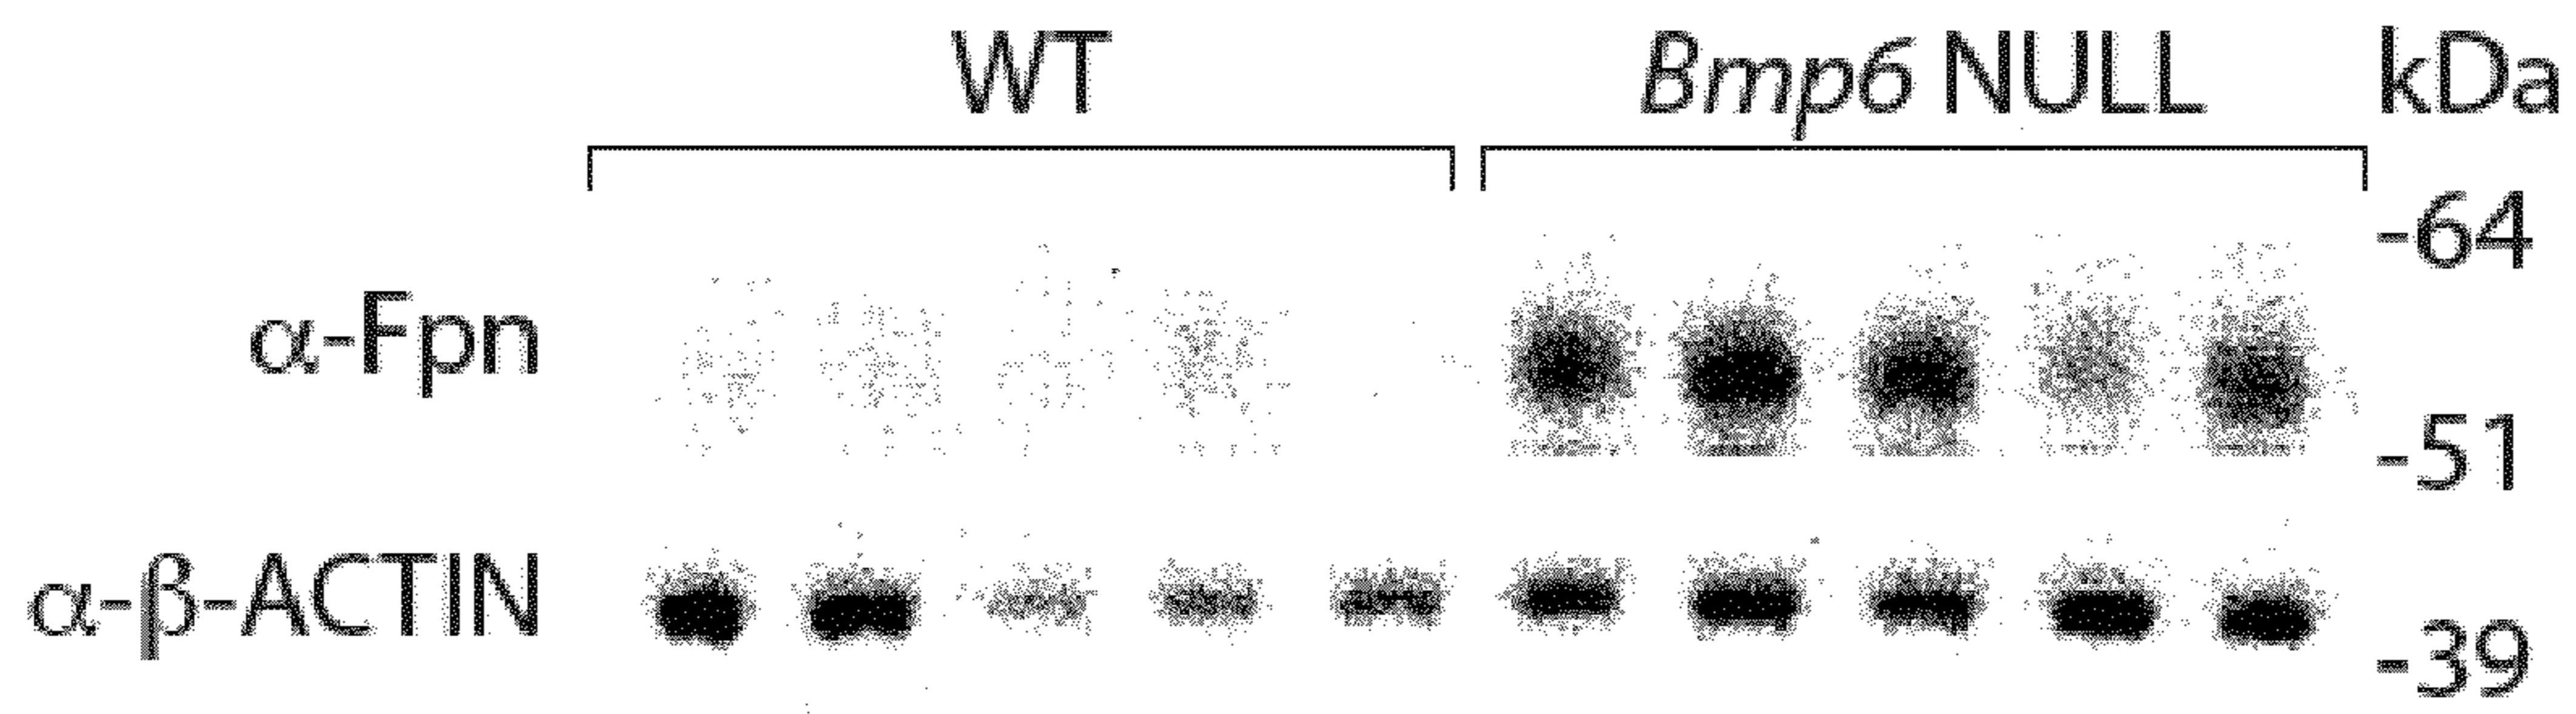 WT Bmp6 NULL kDa
-64
α-Fpn
-51
α-β-ACTIN
-39